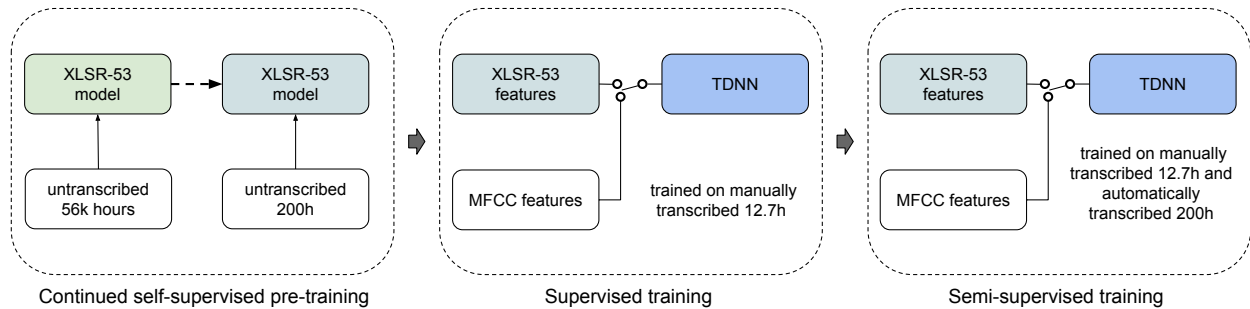 XLSR-53
model
XLSR-53
model
untranscribed
56k hours
untranscribed
200h
Continued self-supervised pre-training
XLSR-53
features
TDNN
MFCC features
trained on manually
transcribed 12.7h
Supervised training
XLSR-53
features
TDNN
MFCC features
trained on manually
transcribed 12.7h and
automatically
transcribed 200h
Semi-supervised training